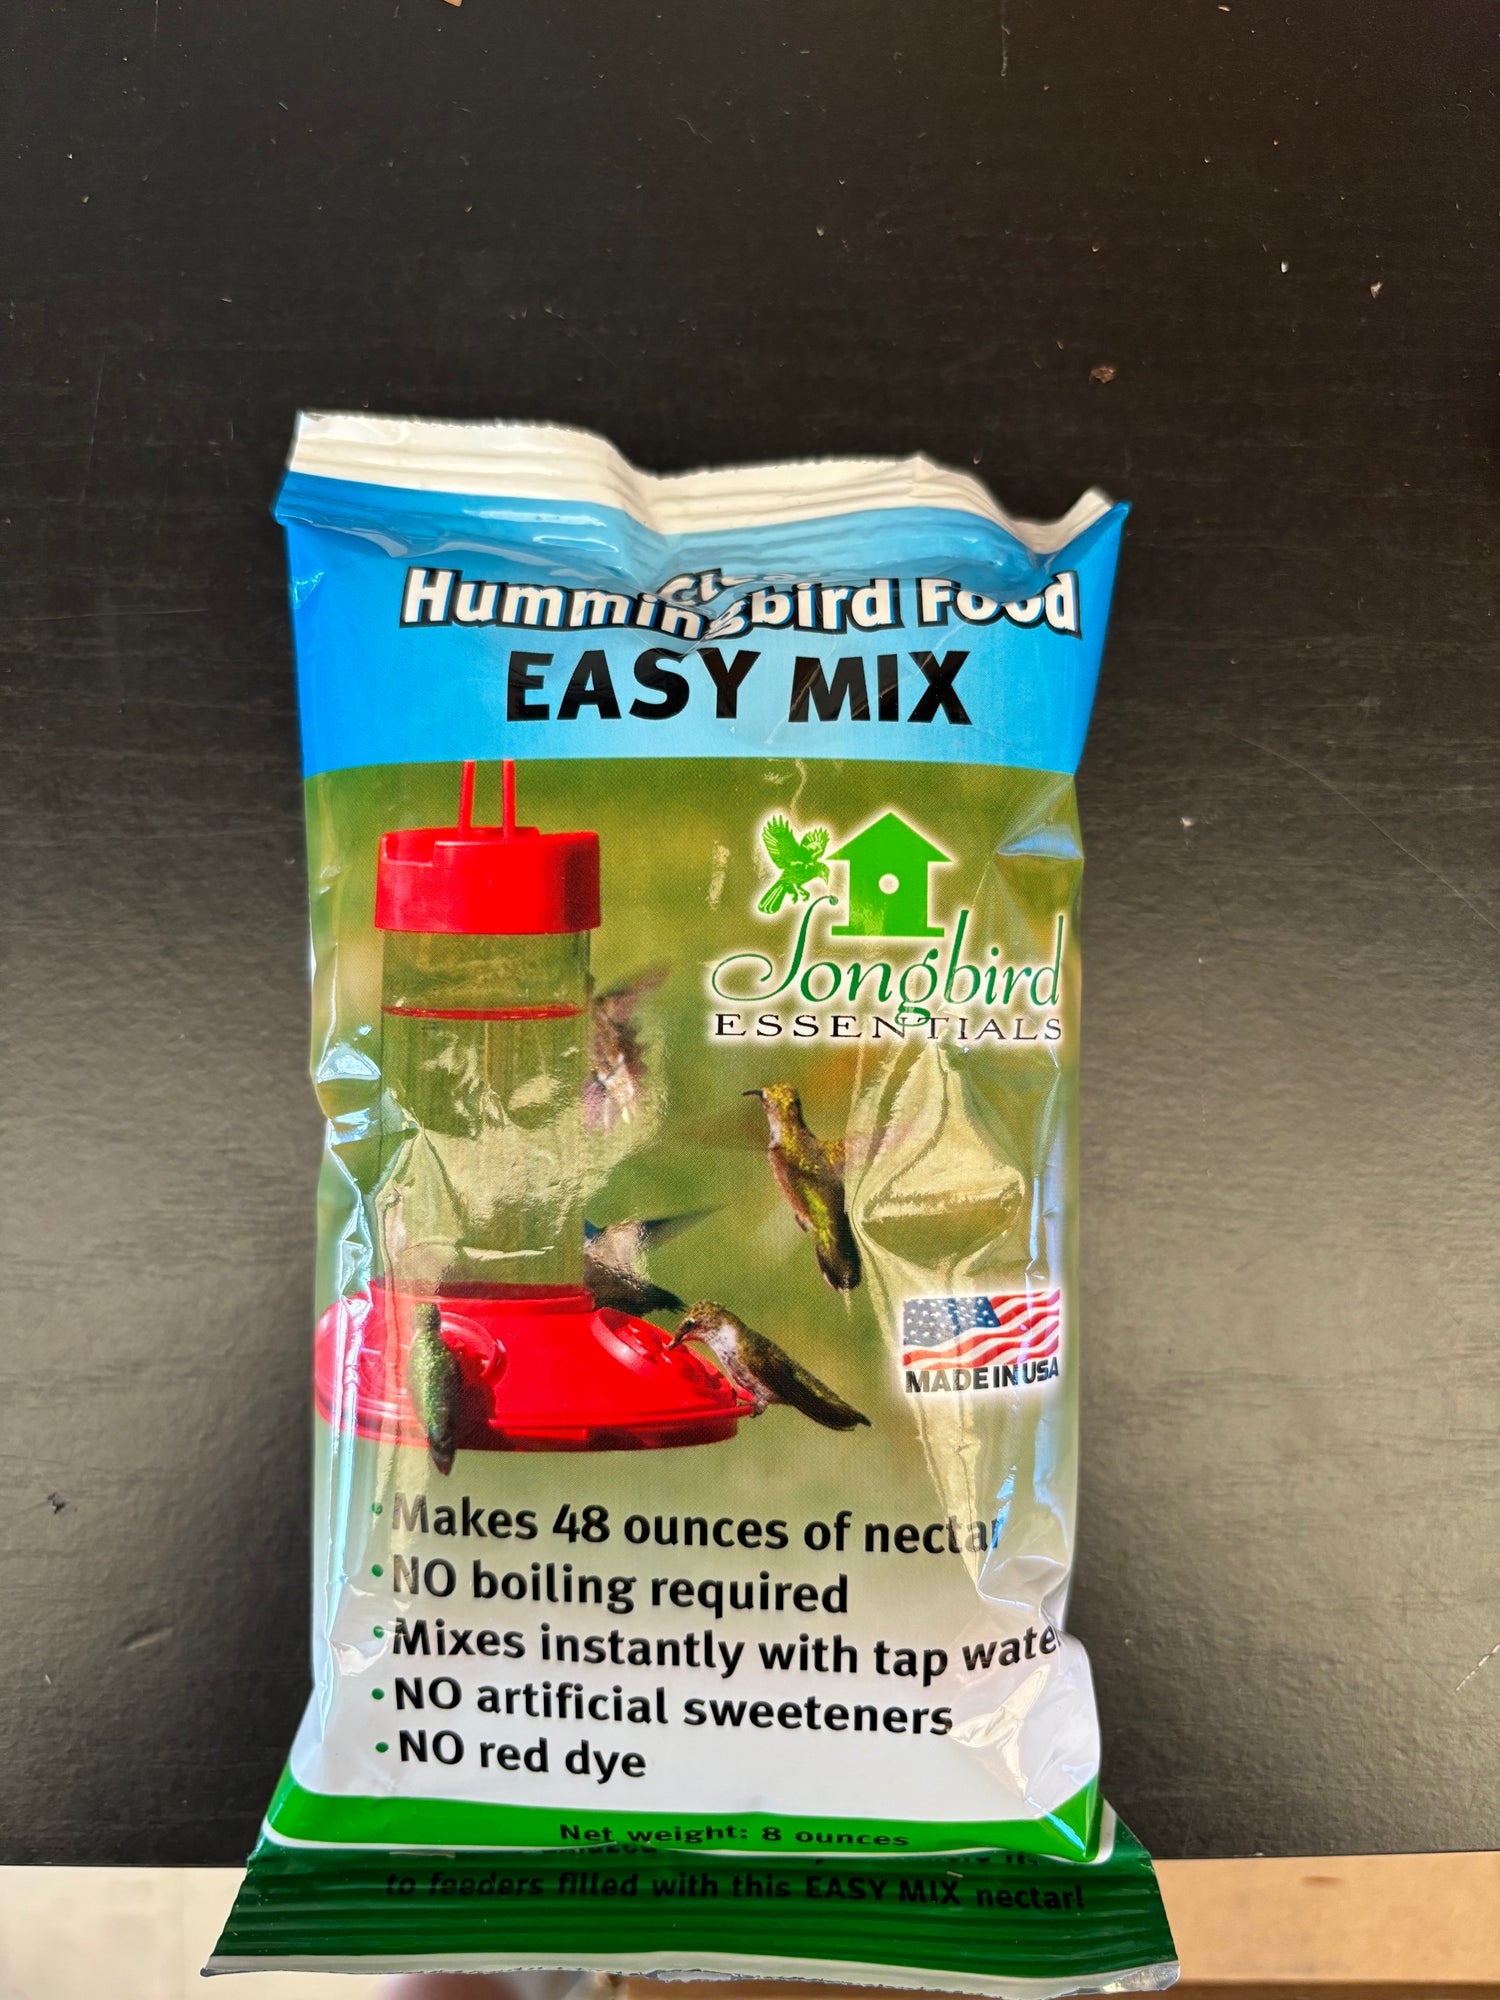 Clear
Hummingbird Food
EASY MIX
Songbird
ESSENTIALS
MADE IN USA
• Makes 48 ounces of nectar
• NO boiling required
• Mixes instantly with tap water
• NO artificial sweeteners
• NO red dye
Net weight: 8 ounces
to feeders filled with this EASY MIX nectar!